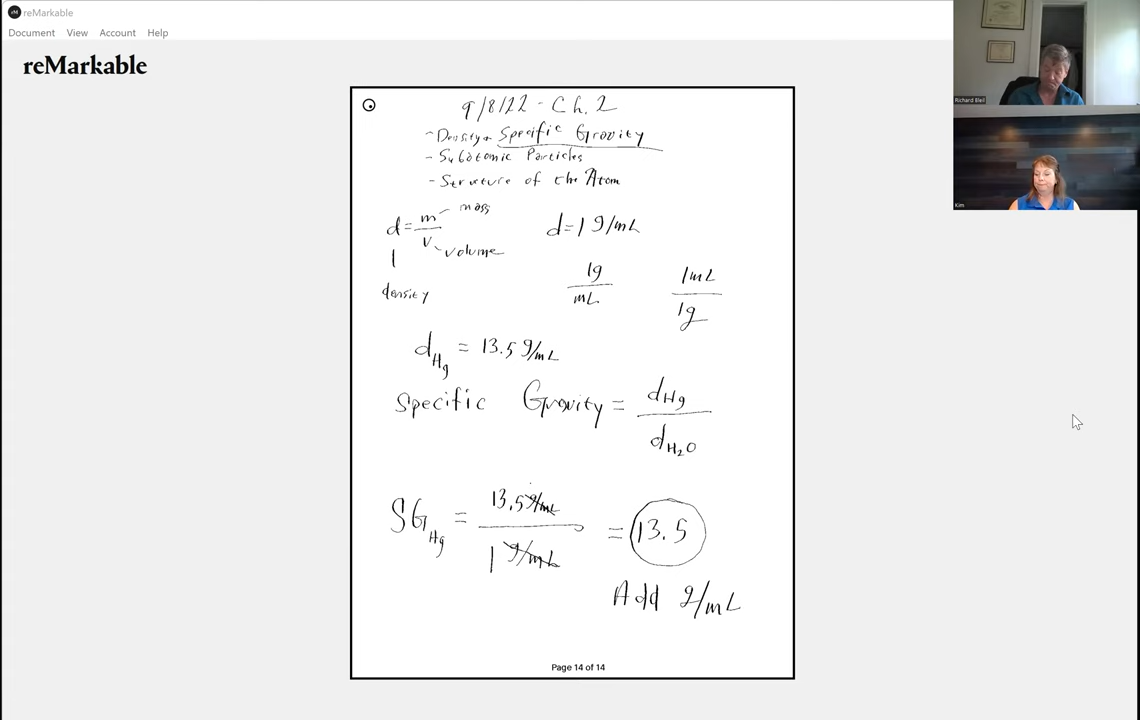 reMarkable
Document View Account Help
reMarkable
9/8/22 - Ch. 2
- Density & Specific Gravity
- Subatomic Particles
- Structure of the Atom
d = m/V mass volume
density
d = 1 g/mL
1g/mL 1mL/1g
dHg = 13.5 g/mL
Specific Gravity = dHg/dH2O
SGHg = 13.5 g/mL / 1 g/mL = 13.5
Add g/mL
Page 14 of 14
Richard Bleil
Kim